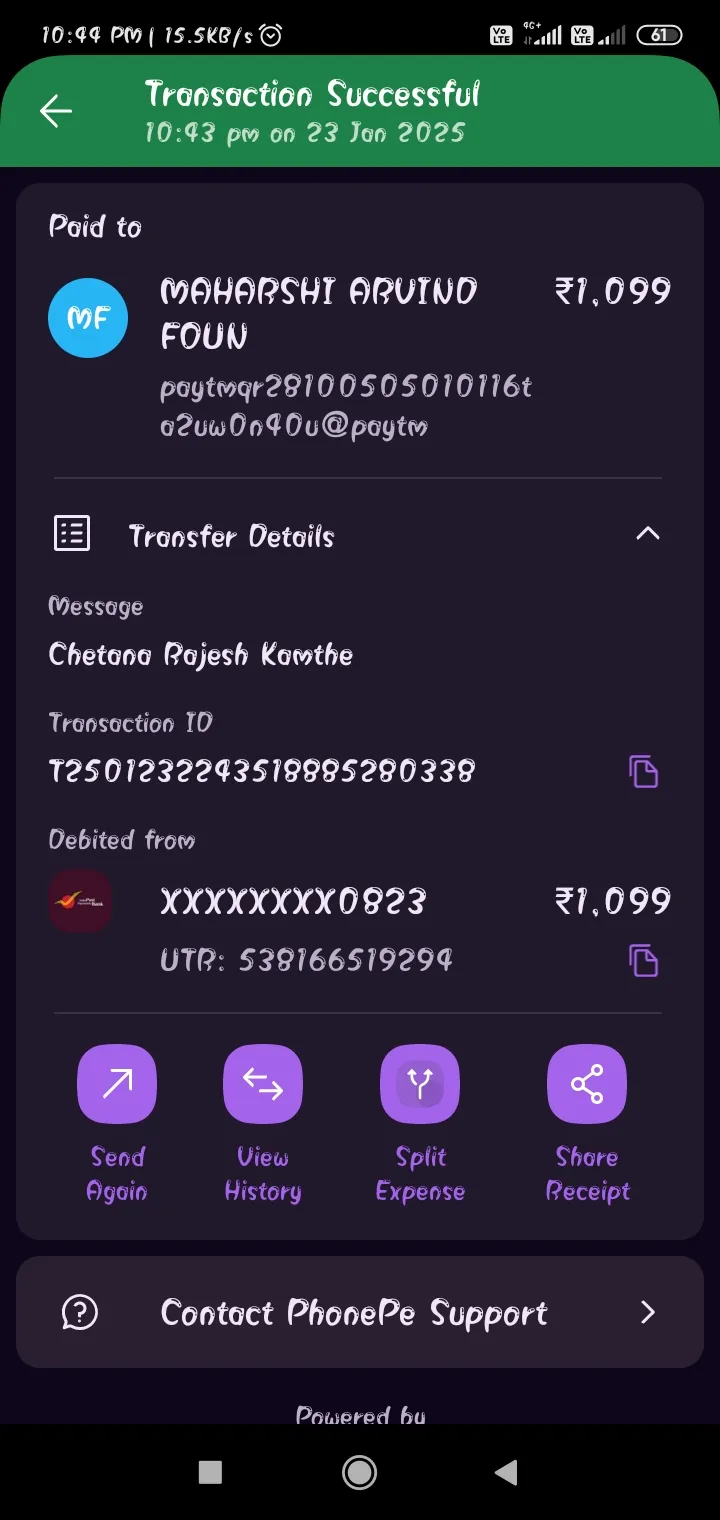 10:44 PM | 15.5KB/s
Vo LTE 4G+ Vo LTE 61
Transaction Successful
10:43 pm on 23 Jan 2025
Paid to
MF
MAHARSHI ARVIND FOUN
₹1,099
paytmqr28100505010116t
a2uw0n40u@paytm
Transfer Details
Message
Chetana Rajesh Kamthe
Transaction ID
T2501232243518885280338
Debited from
XXXXXXXX0823
₹1,099
UTR: 538166519294
Send Again
View History
Split Expense
Share Receipt
Contact PhonePe Support
Powered by